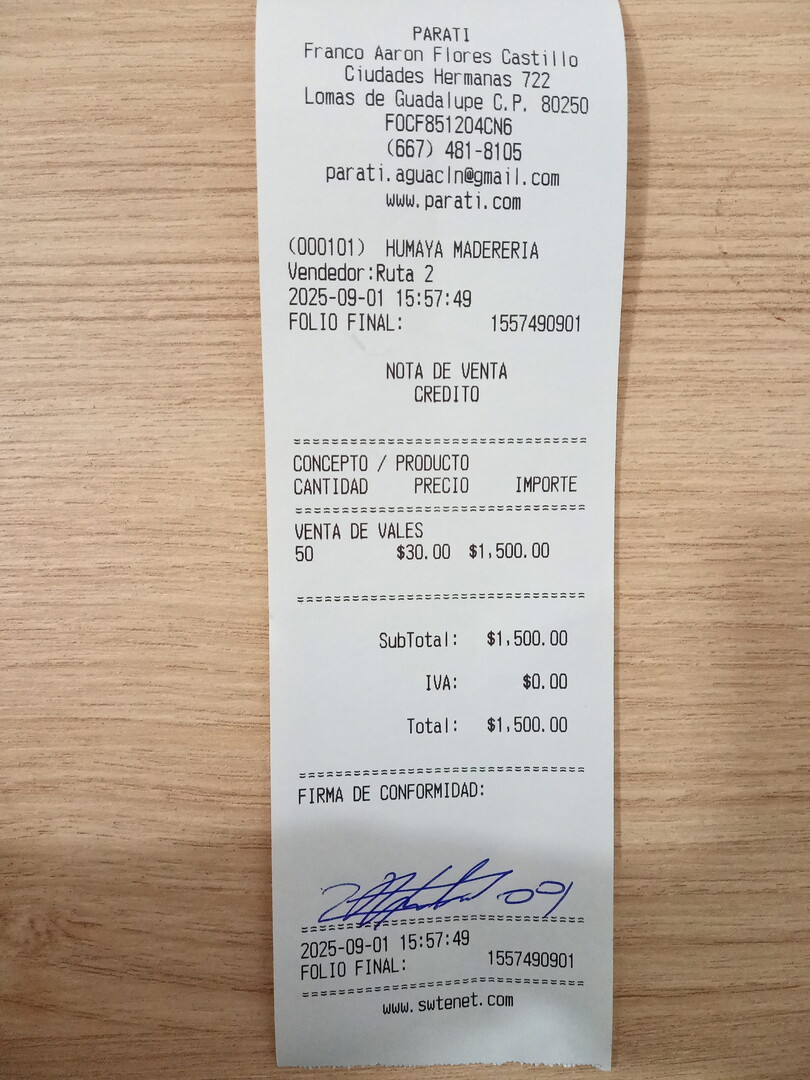 PARATI
Franco Aaron Flores Castillo
Ciudades Hermanas 722
Lomas de Guadalupe C.P. 80250
FOCF851204CN6
(667) 481-8105
parati.aguacln@gmail.com
www.parati.com
(000101) HUMAYA MADERERIA
Vendedor:Ruta 2
2025-09-01 15:57:49
FOLIO FINAL: 1557490901
NOTA DE VENTA
CREDITO
CONCEPTO / PRODUCTO
CANTIDAD PRECIO IMPORTE
VENTA DE VALES
50 $30.00 $1,500.00
SubTotal: $1,500.00
IVA: $0.00
Total: $1,500.00
FIRMA DE CONFORMIDAD:
2025-09-01 15:57:49
FOLIO FINAL: 1557490901
www.swtenet.com